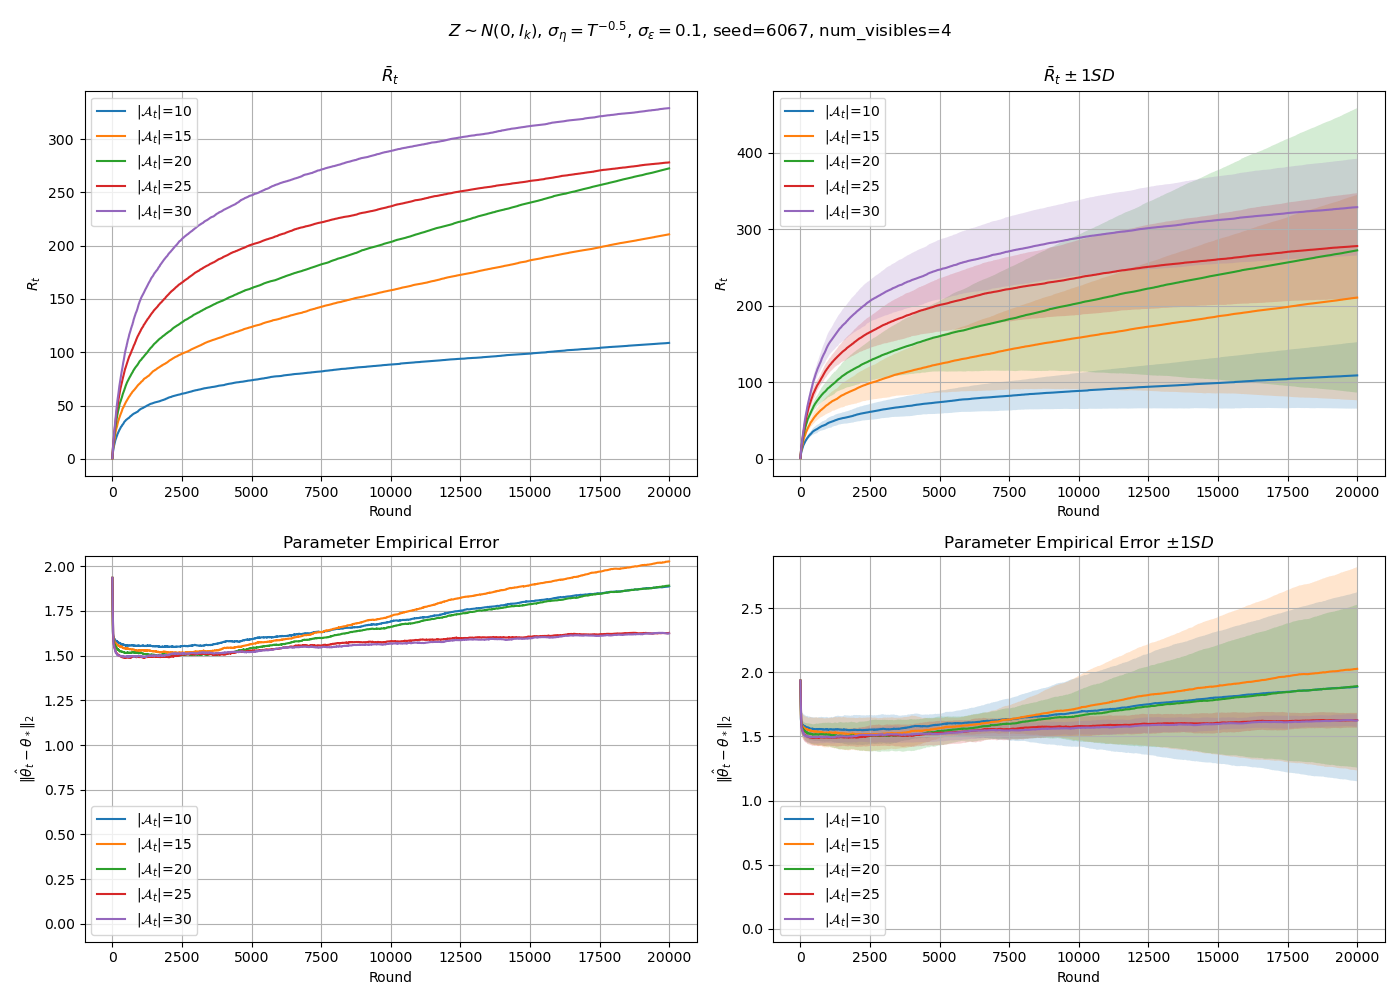 Z ∼ N(0, I_k), σ_η = T^{−0.5}, σ_ε = 0.1, seed=6067, num_visibles=4
R̄_t
R_t
300
250
200
150
100
50
0
|𝒜_t|=10
|𝒜_t|=15
|𝒜_t|=20
|𝒜_t|=25
|𝒜_t|=30
0 2500 5000 7500 10000 12500 15000 17500 20000
Round
R̄_t ± 1SD
R_t
400
300
200
100
0
|𝒜_t|=10
|𝒜_t|=15
|𝒜_t|=20
|𝒜_t|=25
|𝒜_t|=30
0 2500 5000 7500 10000 12500 15000 17500 20000
Round
Parameter Empirical Error
‖θ̂_t − θ_*‖_2
2.00
1.75
1.50
1.25
1.00
0.75
0.50
0.25
0.00
|𝒜_t|=10
|𝒜_t|=15
|𝒜_t|=20
|𝒜_t|=25
|𝒜_t|=30
0 2500 5000 7500 10000 12500 15000 17500 20000
Round
Parameter Empirical Error ±1SD
‖θ̂_t − θ_*‖_2
2.5
2.0
1.5
1.0
0.5
0.0
|𝒜_t|=10
|𝒜_t|=15
|𝒜_t|=20
|𝒜_t|=25
|𝒜_t|=30
0 2500 5000 7500 10000 12500 15000 17500 20000
Round